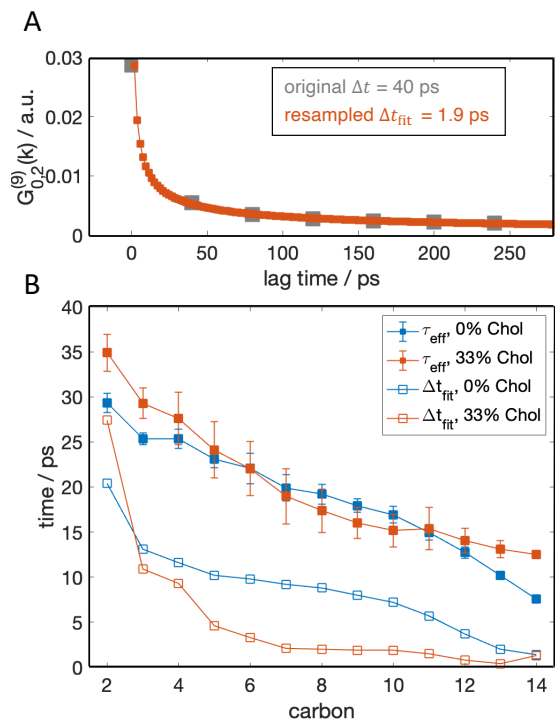 A
0.03
0.02
0.01
0
G₀,₂⁽⁹⁾(k) / a.u.
original Δt = 40 ps
resampled Δt_fit = 1.9 ps
0 50 100 150 200 250
lag time / ps
B
40
35
30
25
20
15
10
5
0
time / ps
τ_eff, 0% Chol
τ_eff, 33% Chol
Δt_fit, 0% Chol
Δt_fit, 33% Chol
2 4 6 8 10 12 14
carbon